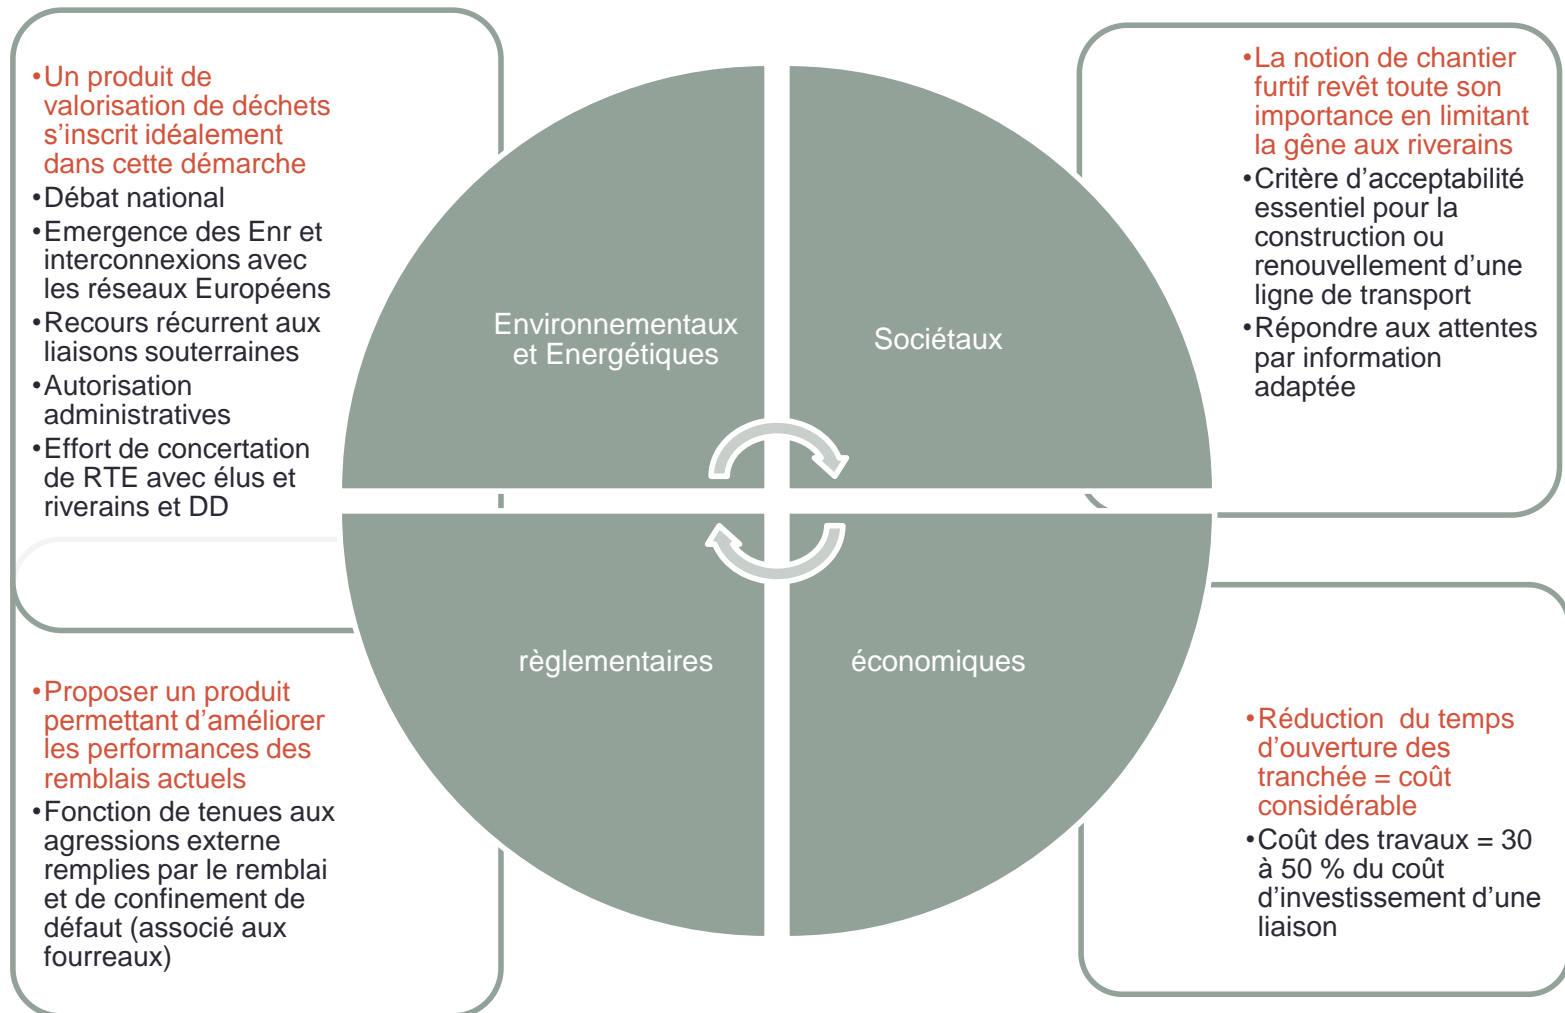 •Un produit de
valorisation de déchets
s’inscrit idéalement
dans cette démarche
•Débat national
•Emergence des Enr et
interconnexions avec
les réseaux Européens
•Recours récurrent aux
liaisons souterraines
•Autorisation
administratives
•Effort de concertation
de RTE avec élus et
riverains et DD
Environnementaux
et Energétiques
Sociétaux
•La notion de chantier
furtif revêt toute son
importance en limitant
la gêne aux riverains
•Critère d’acceptabilité
essentiel pour la
construction ou
renouvellement d’une
ligne de transport
•Répondre aux attentes
par information
adaptée
•Proposer un produit
permettant d’améliorer
les performances des
remblais actuels
•Fonction de tenues aux
agressions externe
remplies par le remblai
et de confinement de
défaut (associé aux
fourreaux)
règlementaires
économiques
•Réduction  du temps
d’ouverture des
tranchée = coût
considérable
•Coût des travaux = 30
à 50 % du coût
d’investissement d’une
liaison